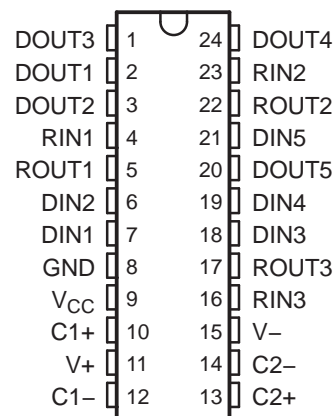 DOUT3 1 24 DOUT4
DOUT1 2 23 RIN2
DOUT2 3 22 ROUT2
RIN1 4 21 DIN5
ROUT1 5 20 DOUT5
DIN2 6 19 DIN4
DIN1 7 18 DIN3
GND 8 17 ROUT3
VCC 9 16 RIN3
C1+ 10 15 V−
V+ 11 14 C2−
C1− 12 13 C2+